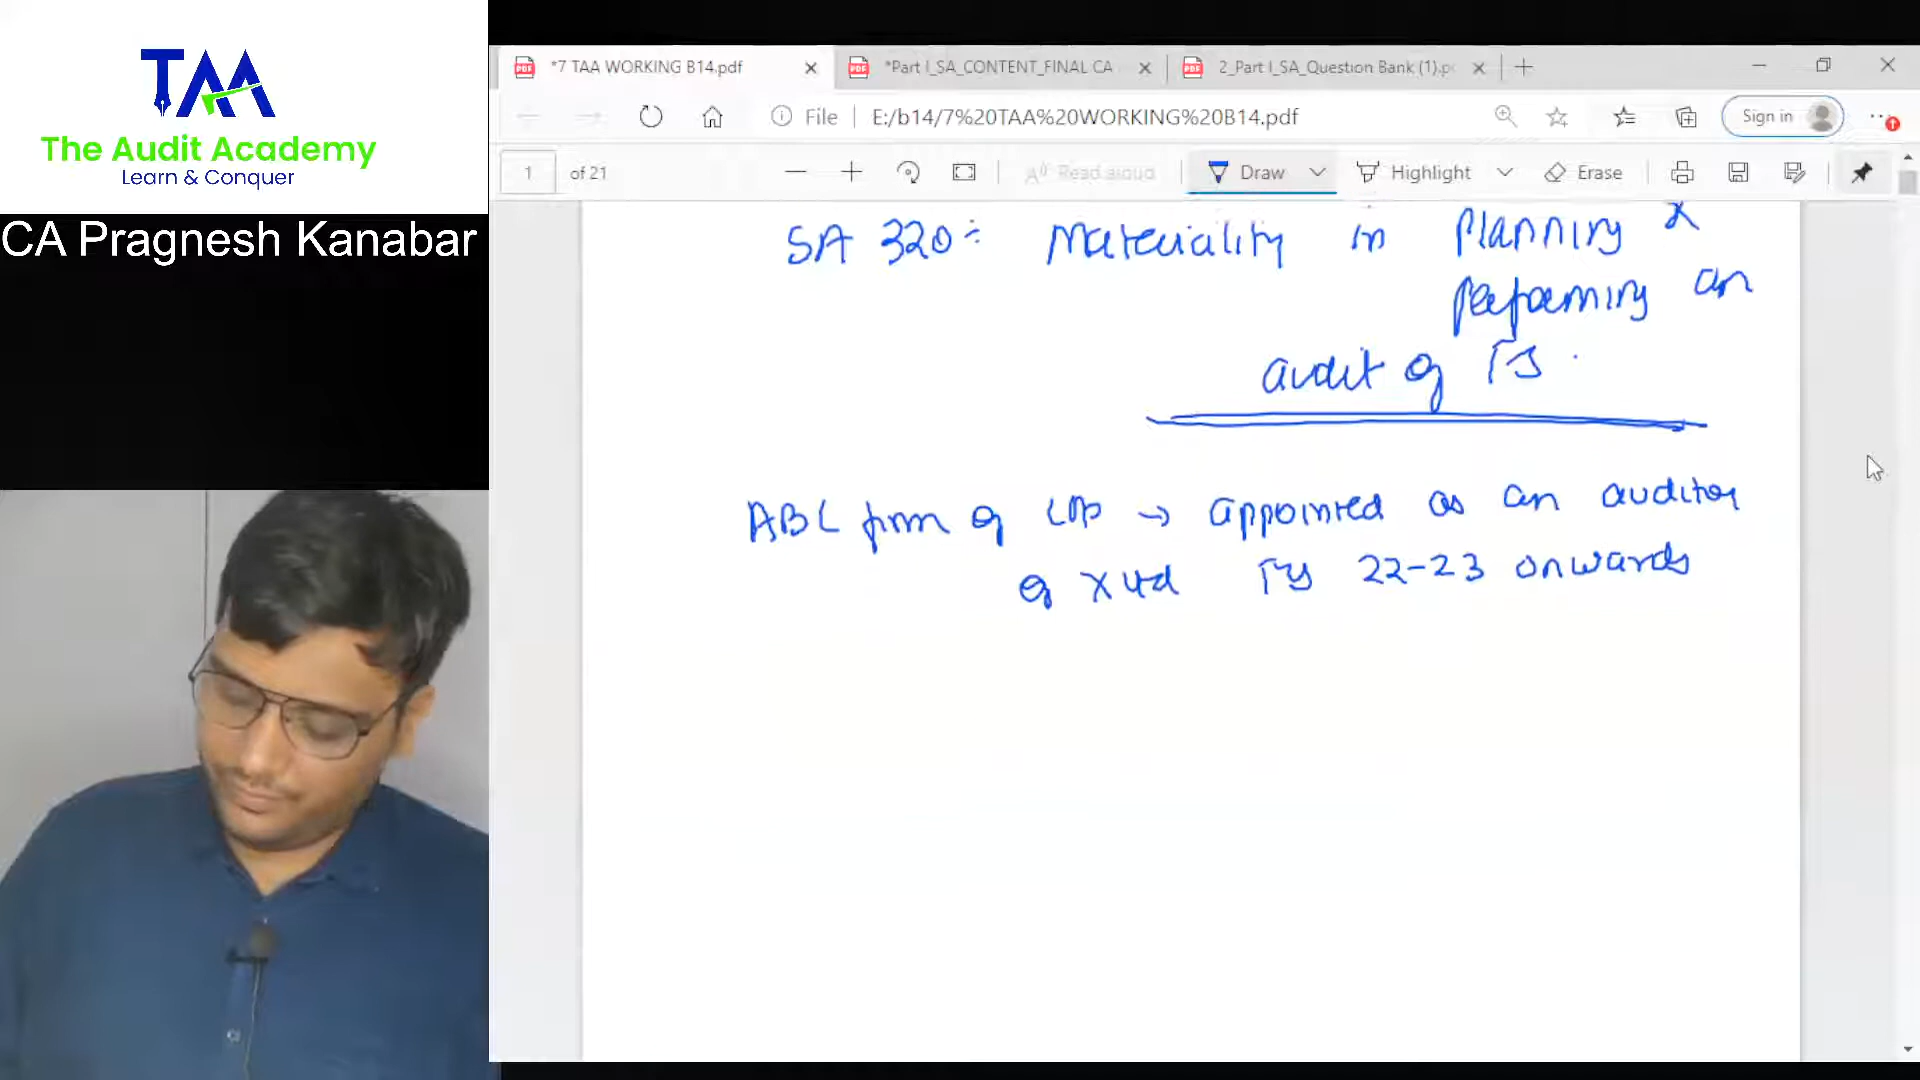 TAA
The Audit Academy
Learn & Conquer
CA Pragnesh Kanabar
*7 TAA WORKING B14.pdf
*Part I_SA_CONTENT_FINAL CA
2_Part I_SA_Question Bank (1).p
File E:/b14/7%20TAA%20WORKING%20B14.pdf Sign in
1 of 21 Read aloud Draw Highlight Erase
SA 320 : Materiality in Planning &
performing an
audit of FS.
ABC firm of CAs → appointed as an auditor
of X Ltd FY 22-23 onwards